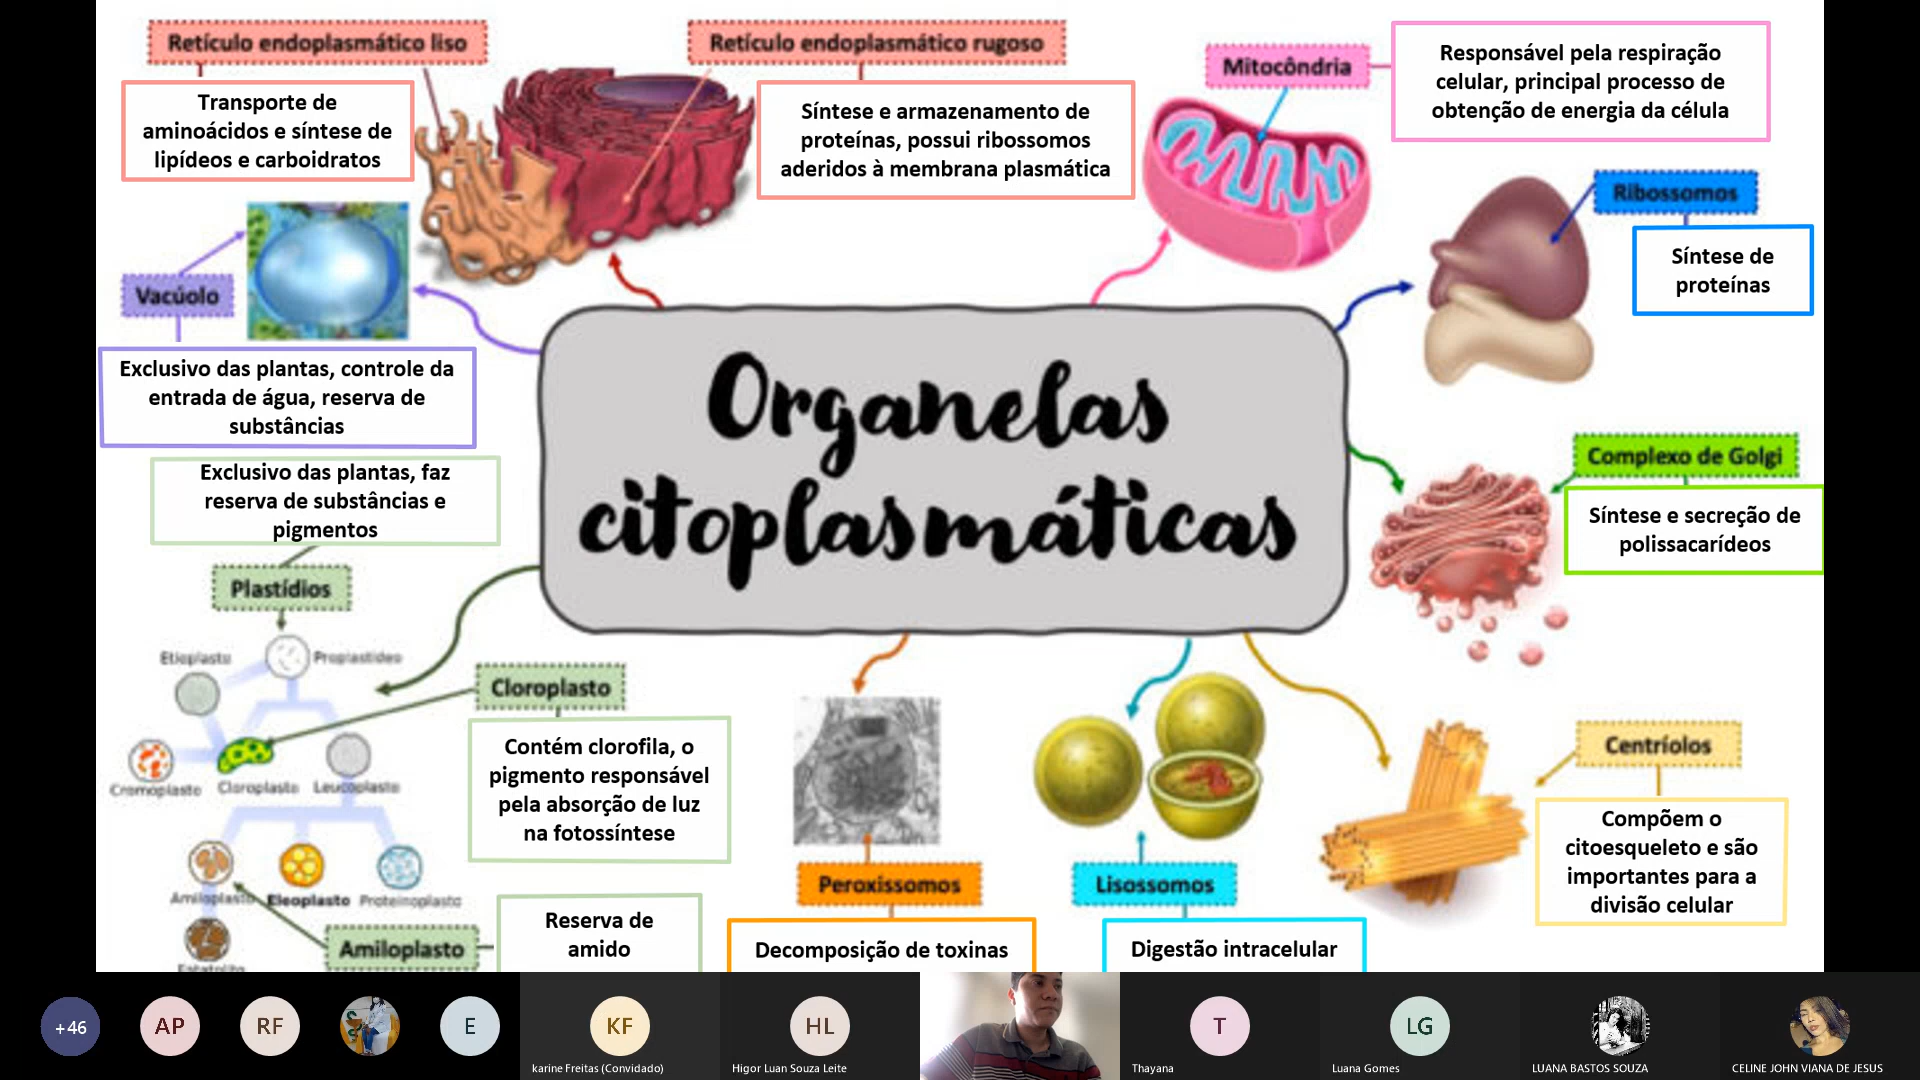 Retículo endoplasmático liso
Transporte de
aminoácidos e síntese de
lipídeos e carboidratos
Retículo endoplasmático rugoso
Síntese e armazenamento de
proteínas, possui ribossomos
aderidos à membrana plasmática
Mitocôndria
Responsável pela respiração
celular, principal processo de
obtenção de energia da célula
Ribossomos
Síntese de
proteínas
Vacúolo
Exclusivo das plantas, controle da
entrada de água, reserva de
substâncias
Organelas
citoplasmáticas
Complexo de Golgi
Síntese e secreção de
polissacarídeos
Exclusivo das plantas, faz
reserva de substâncias e
pigmentos
Plastídios
Etioplasto
Proplastídeo
Cromoplasto
Cloroplasto
Leucoplasto
Amiloplasto
Eleoplasto
Proteinoplasto
Estatolito
Cloroplasto
Contém clorofila, o
pigmento responsável
pela absorção de luz
na fotossíntese
Amiloplasto
Reserva de
amido
Peroxissomos
Decomposição de toxinas
Lisossomos
Digestão intracelular
Centríolos
Compõem o
citoesqueleto e são
importantes para a
divisão celular
+46
AP
RF
E
KF
karine Freitas (Convidado)
HL
Higor Luan Souza Leite
T
Thayana
LG
Luana Gomes
LUANA BASTOS SOUZA
CELINE JOHN VIANA DE JESUS